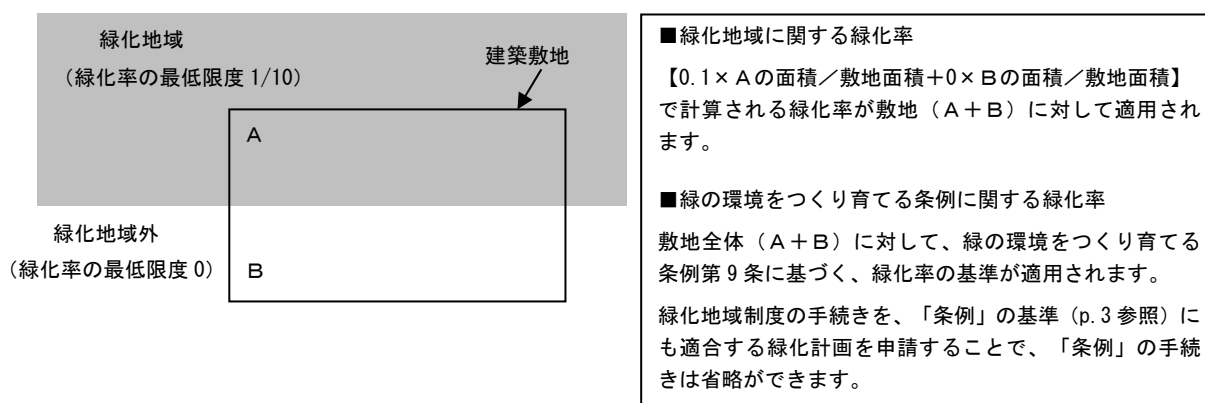 緑化地域
（緑化率の最低限度 1/10）
建築敷地
A
緑化地域外
（緑化率の最低限度 0）
B
■緑化地域に関する緑化率
【0.1× Aの面積／敷地面積＋0× Bの面積／敷地面積】
で計算される緑化率が敷地（A＋B）に対して適用され
ます。
■緑の環境をつくり育てる条例に関する緑化率
敷地全体（A＋B）に対して、緑の環境をつくり育てる
条例第 9 条に基づく、緑化率の基準が適用されます。
緑化地域制度の手続きを、「条例」の基準（p.3 参照）に
も適合する緑化計画を申請することで、「条例」の手続
きは省略ができます。